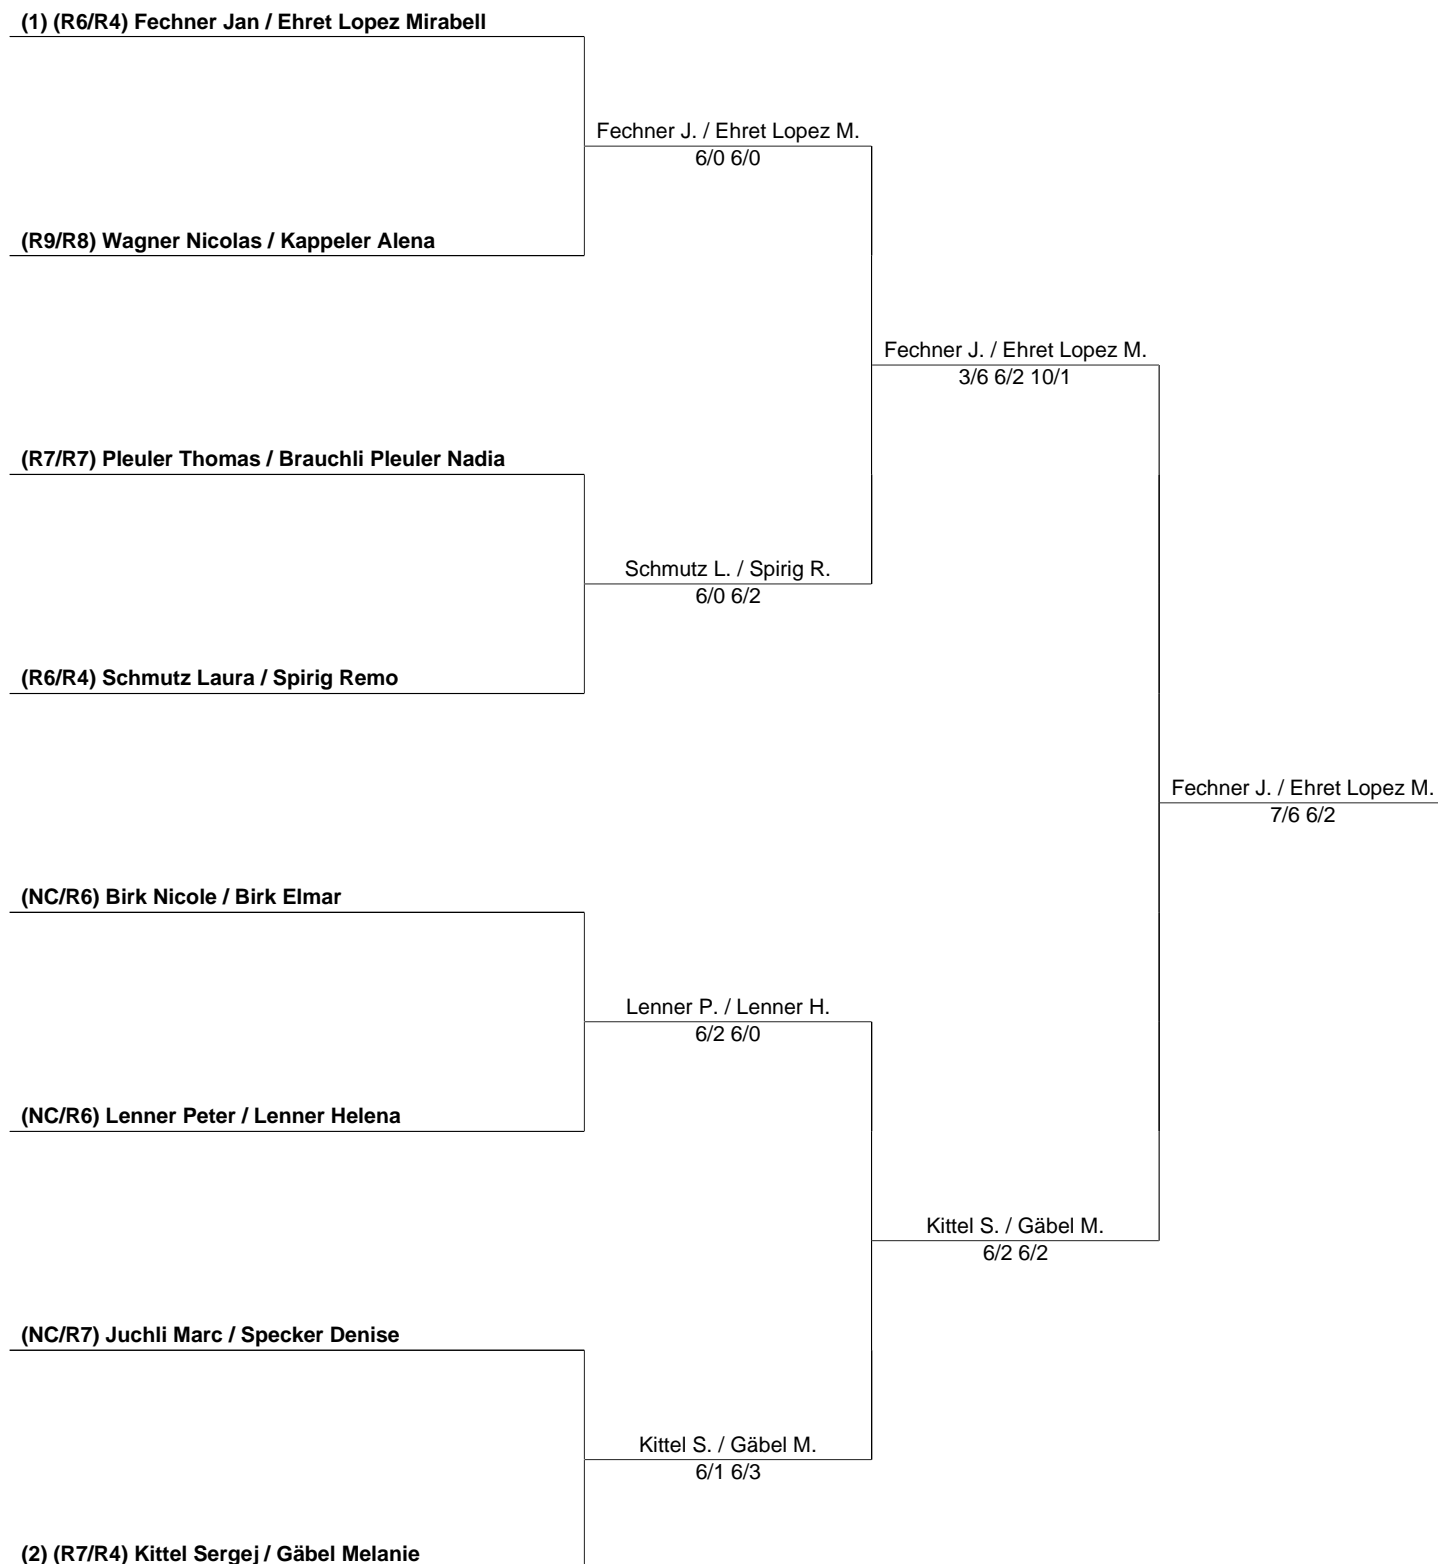 (1) (R6/R4) Fechner Jan / Ehret Lopez Mirabell
Fechner J. / Ehret Lopez M.
6/0 6/0
(R9/R8) Wagner Nicolas / Kappeler Alena
Fechner J. / Ehret Lopez M.
3/6 6/2 10/1
(R7/R7) Pleuler Thomas / Brauchli Pleuler Nadia
Schmutz L. / Spirig R.
6/0 6/2
(R6/R4) Schmutz Laura / Spirig Remo
Fechner J. / Ehret Lopez M.
7/6 6/2
(NC/R6) Birk Nicole / Birk Elmar
Lenner P. / Lenner H.
6/2 6/0
(NC/R6) Lenner Peter / Lenner Helena
Kittel S. / Gäbel M.
6/2 6/2
(NC/R7) Juchli Marc / Specker Denise
Kittel S. / Gäbel M.
6/1 6/3
(2) (R7/R4) Kittel Sergej / Gäbel Melanie